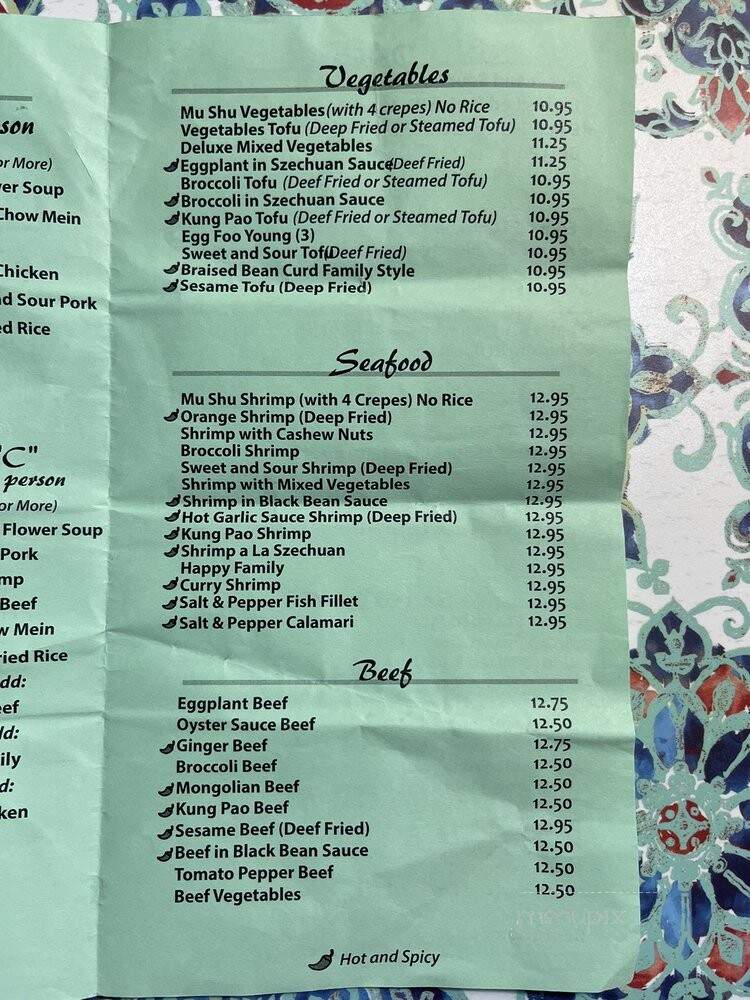 son
or More)
ver Soup
Chow Mein
Chicken
nd Sour Pork
ed Rice
"C"
person
or More)
Flower Soup
Pork
mp
Beef
w Mein
ried Rice
dd:
eef
ld:
ily
d:
ken
Vegetables
Mu Shu Vegetables (with 4 crepes) No Rice 10.95
Vegetables Tofu (Deep Fried or Steamed Tofu) 10.95
Deluxe Mixed Vegetables 11.25
Eggplant in Szechuan Sauce (Deef Fried) 11.25
Broccoli Tofu (Deef Fried or Steamed Tofu) 10.95
Broccoli in Szechuan Sauce 10.95
Kung Pao Tofu (Deef Fried or Steamed Tofu) 10.95
Egg Foo Young (3) 10.95
Sweet and Sour Tofu (Deef Fried) 10.95
Braised Bean Curd Family Style 10.95
Sesame Tofu (Deep Fried) 10.95
Seafood
Mu Shu Shrimp (with 4 Crepes) No Rice 12.95
Orange Shrimp (Deep Fried) 12.95
Shrimp with Cashew Nuts 12.95
Broccoli Shrimp 12.95
Sweet and Sour Shrimp (Deep Fried) 12.95
Shrimp with Mixed Vegetables 12.95
Shrimp in Black Bean Sauce 12.95
Hot Garlic Sauce Shrimp (Deep Fried) 12.95
Kung Pao Shrimp 12.95
Shrimp a La Szechuan 12.95
Happy Family 12.95
Curry Shrimp 12.95
Salt & Pepper Fish Fillet 12.95
Salt & Pepper Calamari 12.95
Beef
Eggplant Beef 12.75
Oyster Sauce Beef 12.50
Ginger Beef 12.75
Broccoli Beef 12.50
Mongolian Beef 12.50
Kung Pao Beef 12.50
Sesame Beef (Deef Fried) 12.95
Beef in Black Bean Sauce 12.50
Tomato Pepper Beef 12.50
Beef Vegetables 12.50
menupix
Hot and Spicy